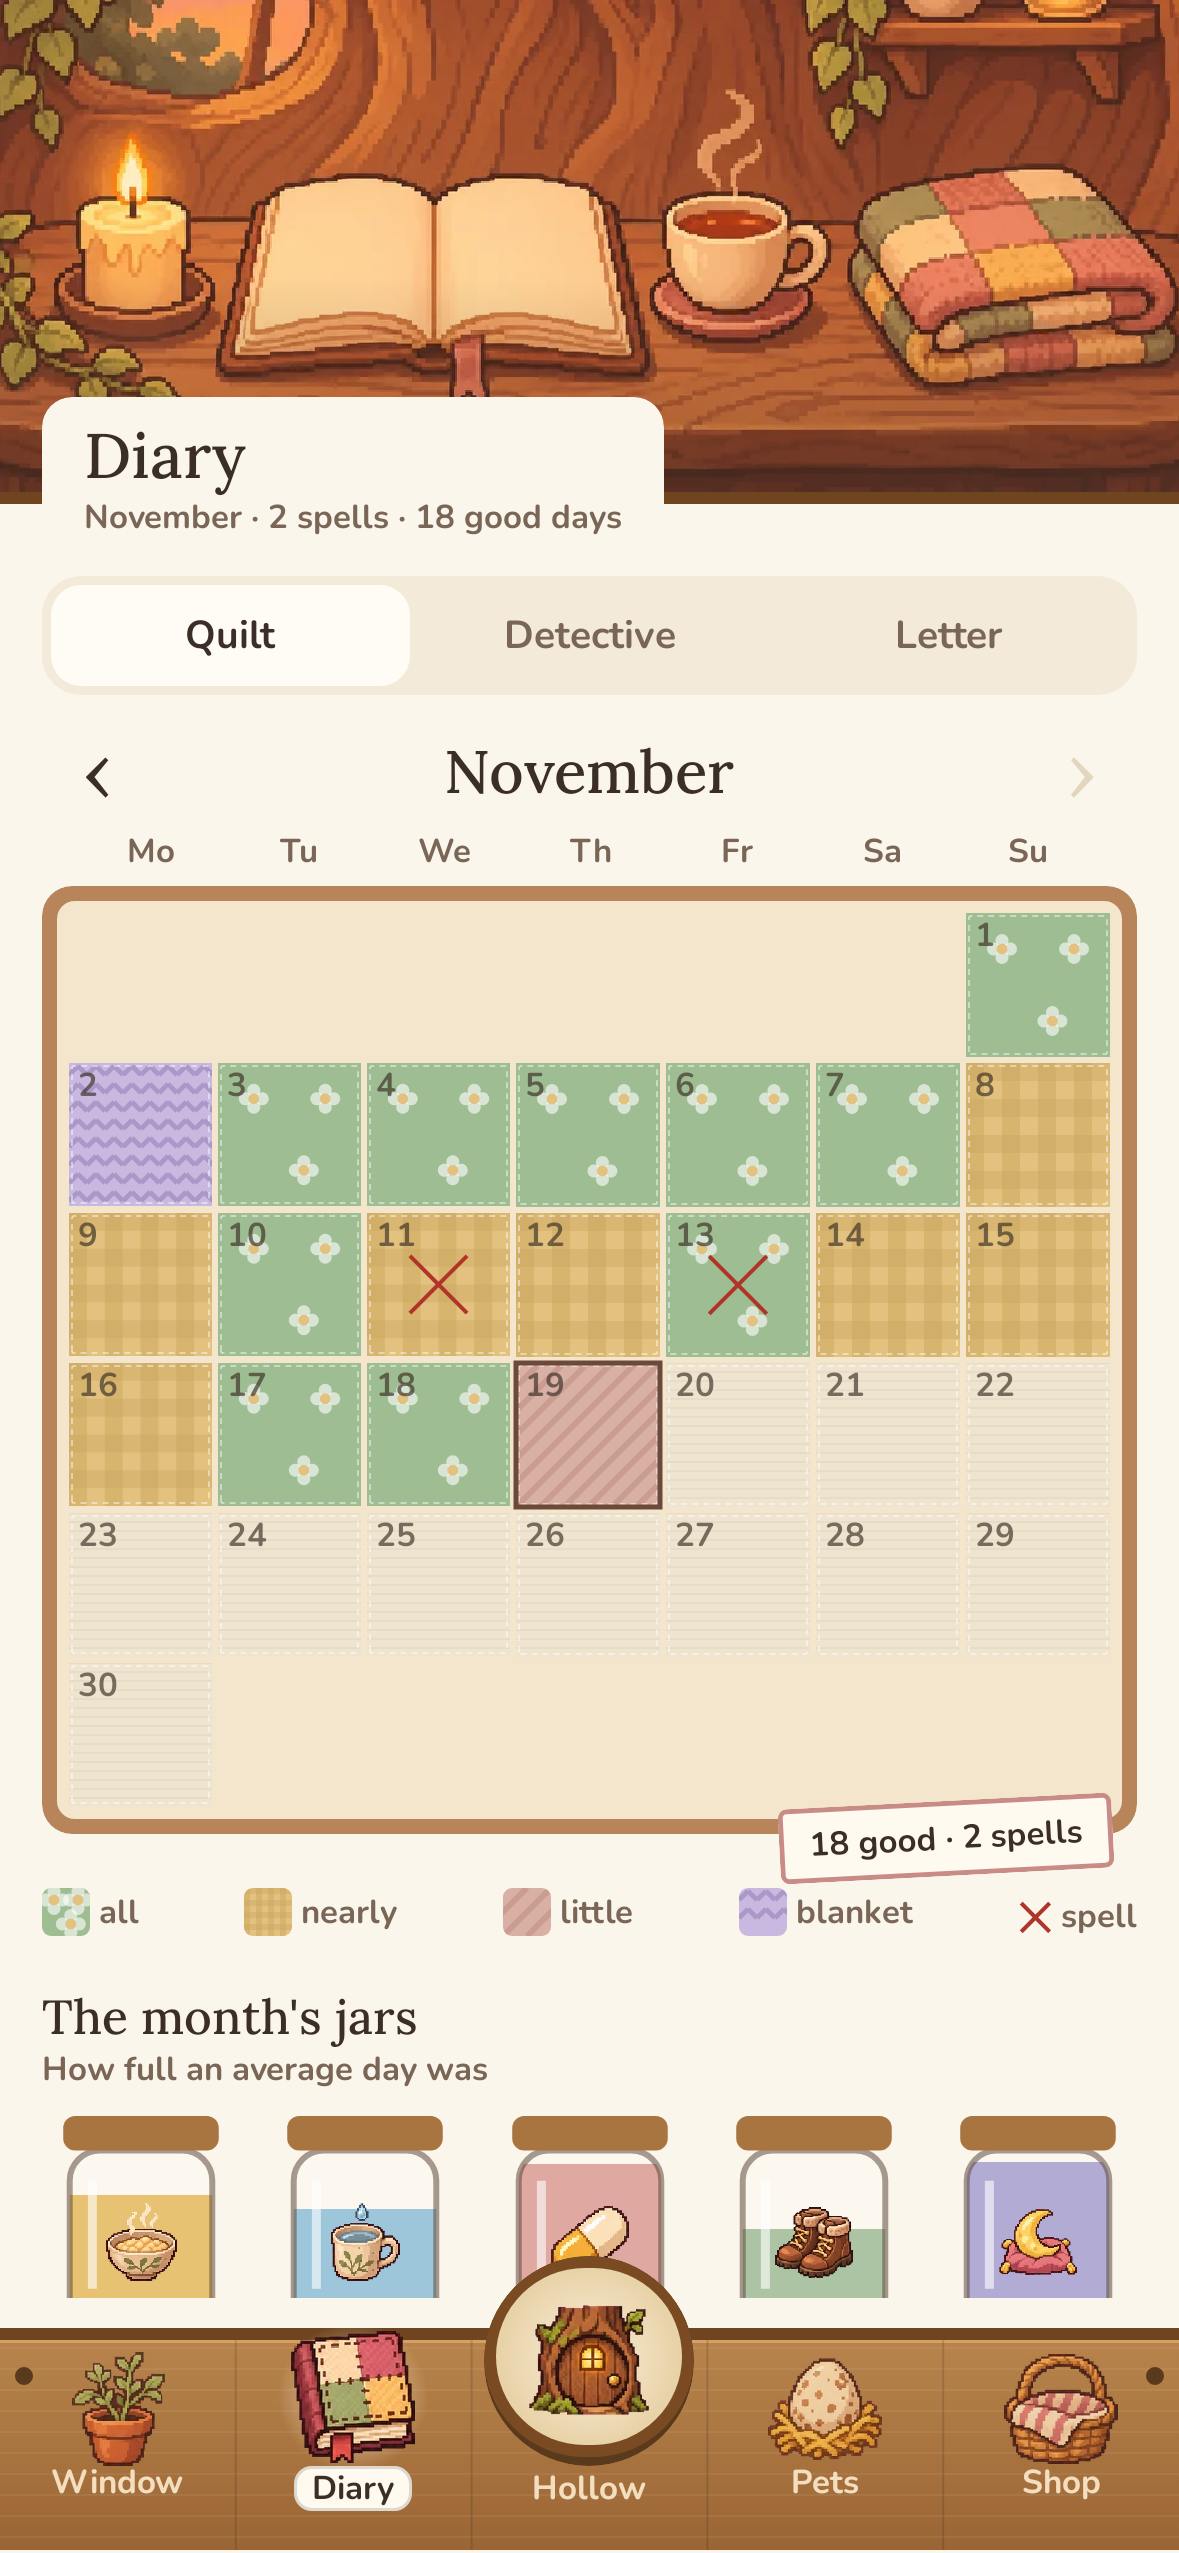 Diary
November · 2 spells · 18 good days
Quilt Detective Letter
November
Mo Tu We Th Fr Sa Su
1
2 3 4 5 6 7 8
9 10 11 12 13 14 15
16 17 18 19 20 21 22
23 24 25 26 27 28 29
30
18 good · 2 spells
all nearly little blanket spell
The month's jars
How full an average day was
Window Diary Hollow Pets Shop